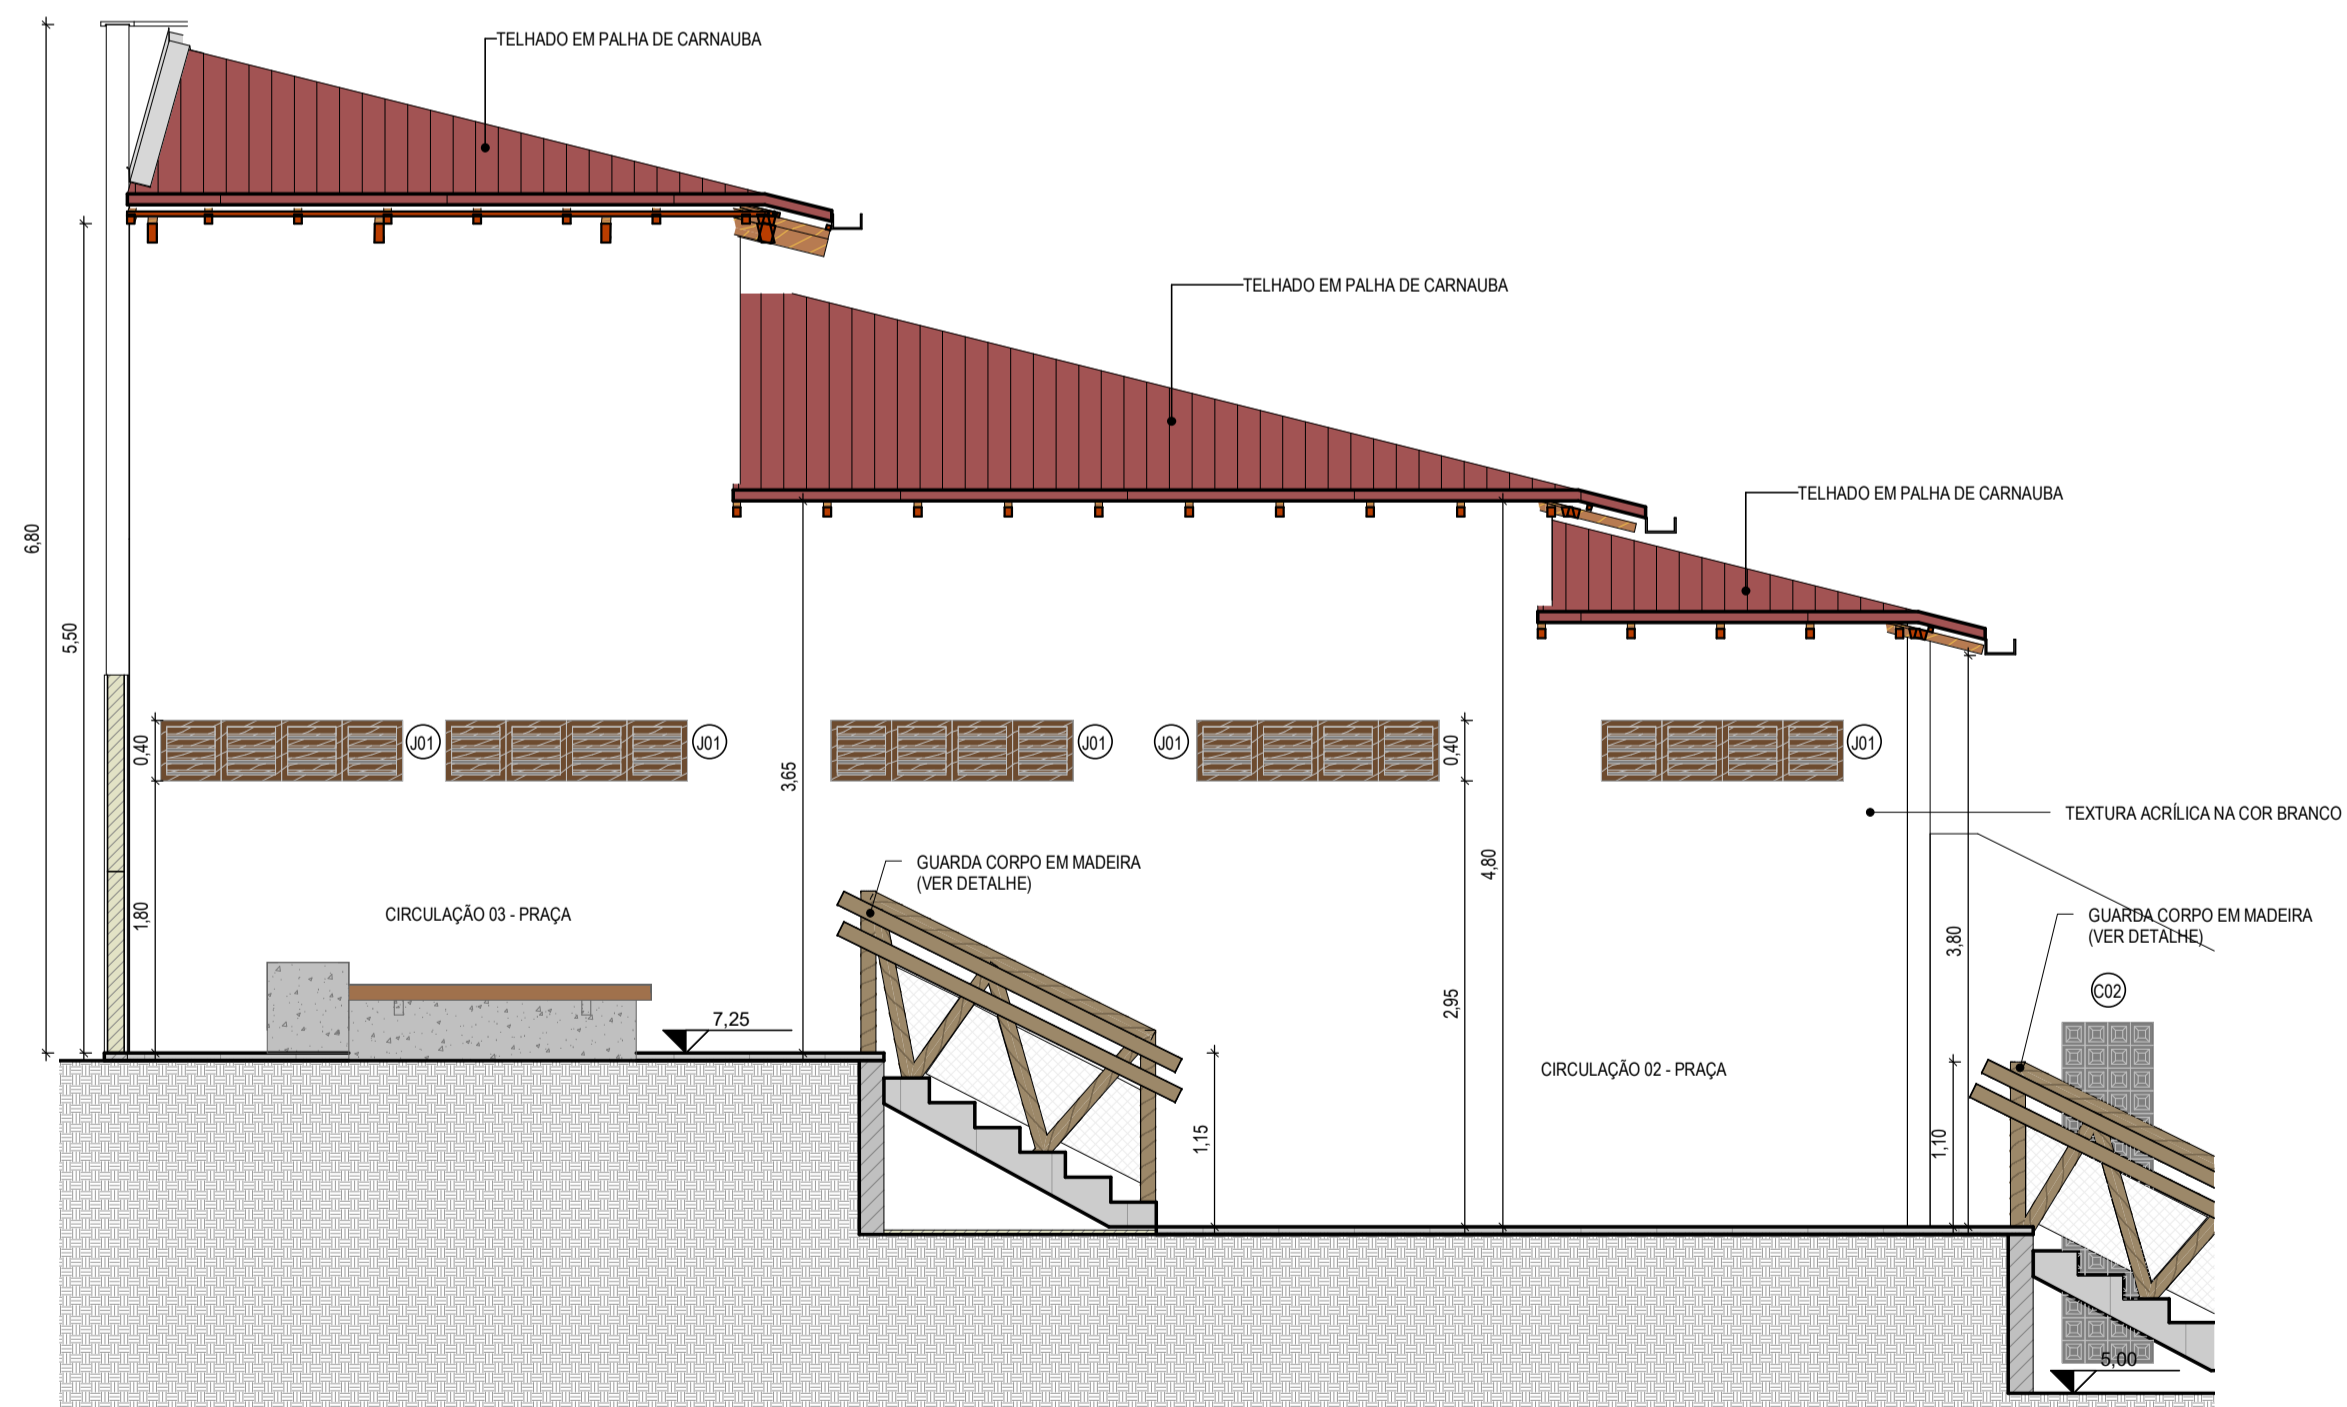 TELHADO EM PALHA DE CARNAUBA
TELHADO EM PALHA DE CARNAUBA
TELHADO EM PALHA DE CARNAUBA
6,80
5,50
0,40
J01
J01
3,65
J01
J01
0,40
J01
4,80
TEXTURA ACRÍLICA NA COR BRANCO
GUARDA CORPO EM MADEIRA
(VER DETALHE)
1,80
CIRCULAÇÃO 03 - PRAÇA
GUARDA CORPO EM MADEIRA
(VER DETALHE)
3,80
C02
2,95
7,25
CIRCULAÇÃO 02 - PRAÇA
1,15
1,10
5,00